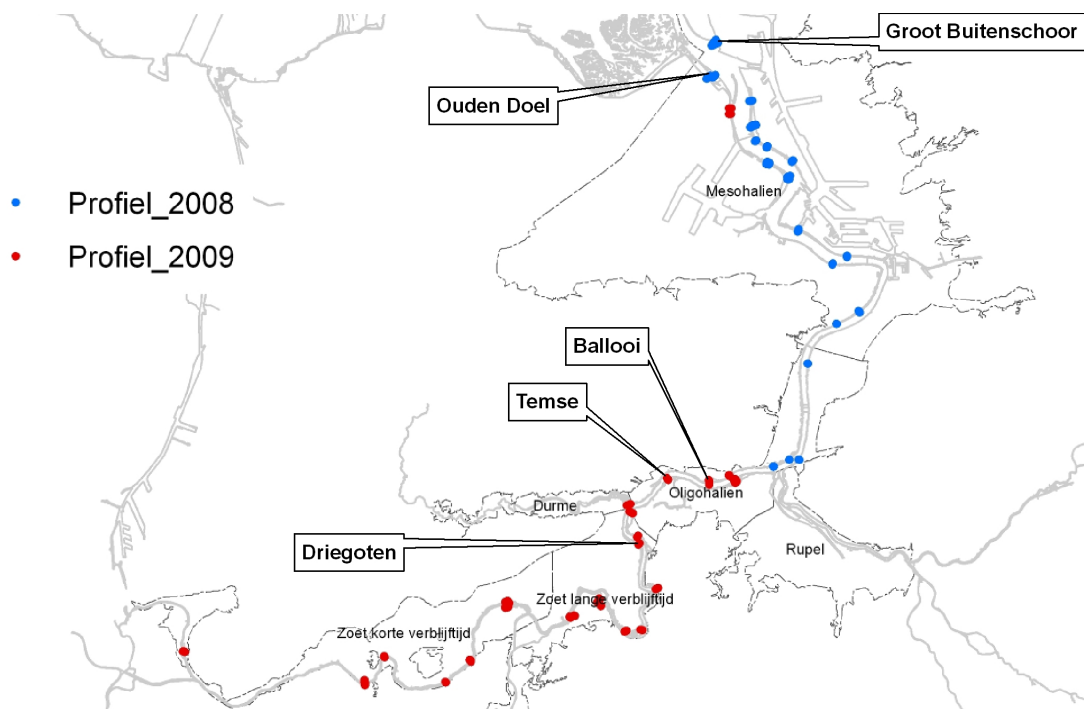 Groot Buitenschoor
Ouden Doel
Mesohalien
Profiel_2008
Profiel_2009
Ballooi
Temse
Oligohalien
Durme
Driegoten
Rupel
Zoet lange verblijftijd
Zoet korte verblijftijd